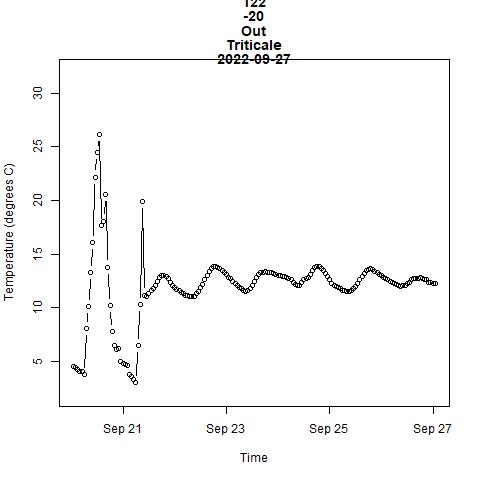 122
-20
Out
Triticale
2022-09-27
Temperature (degrees C)
30
25
20
15
10
5
Sep 21
Sep 23
Sep 25
Sep 27
Time